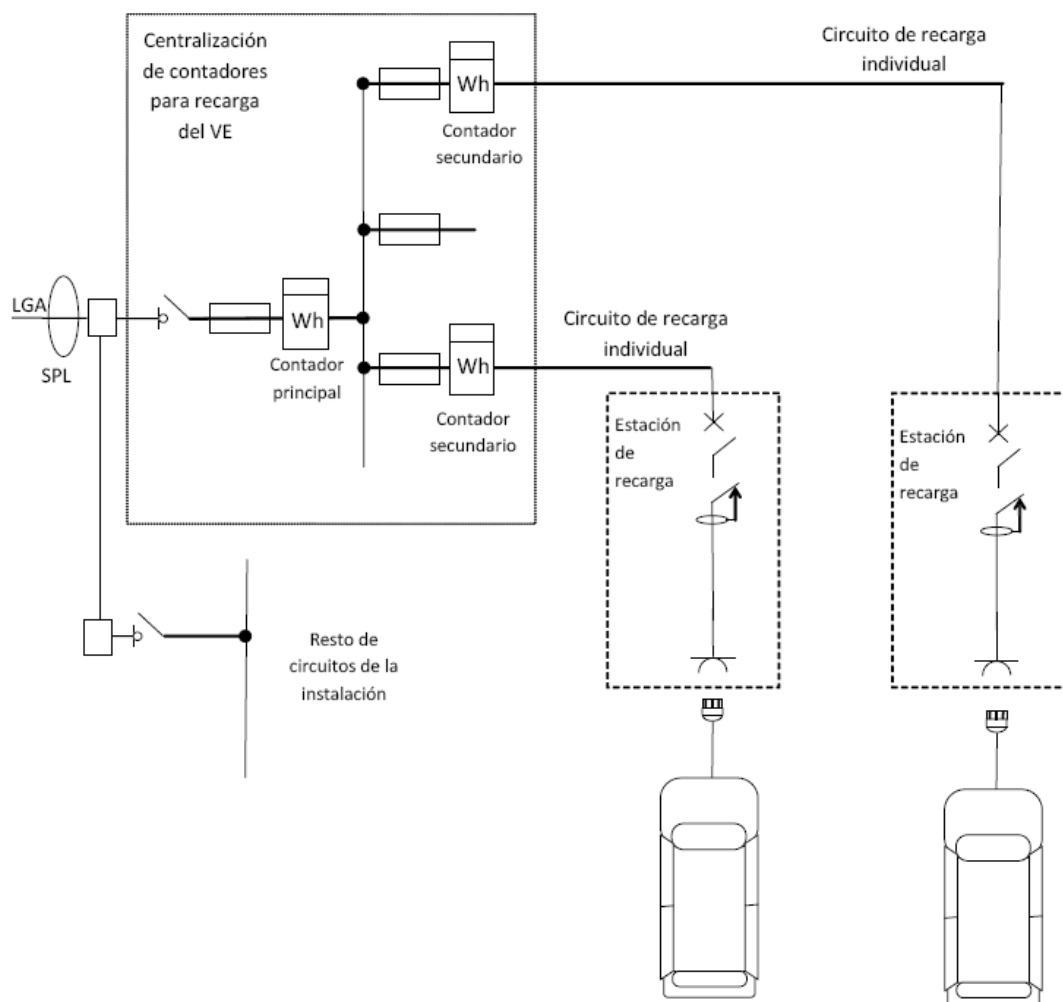 Centralización
de contadores
para recarga
del VE
Wh
Contador
secundario
Circuito de recarga
individual
LGA
SPL
Wh
Contador
principal
Wh
Contador
secundario
Circuito de recarga
individual
Estación
de
recarga
Estación
de
recarga
Resto de
circuitos de la
instalación